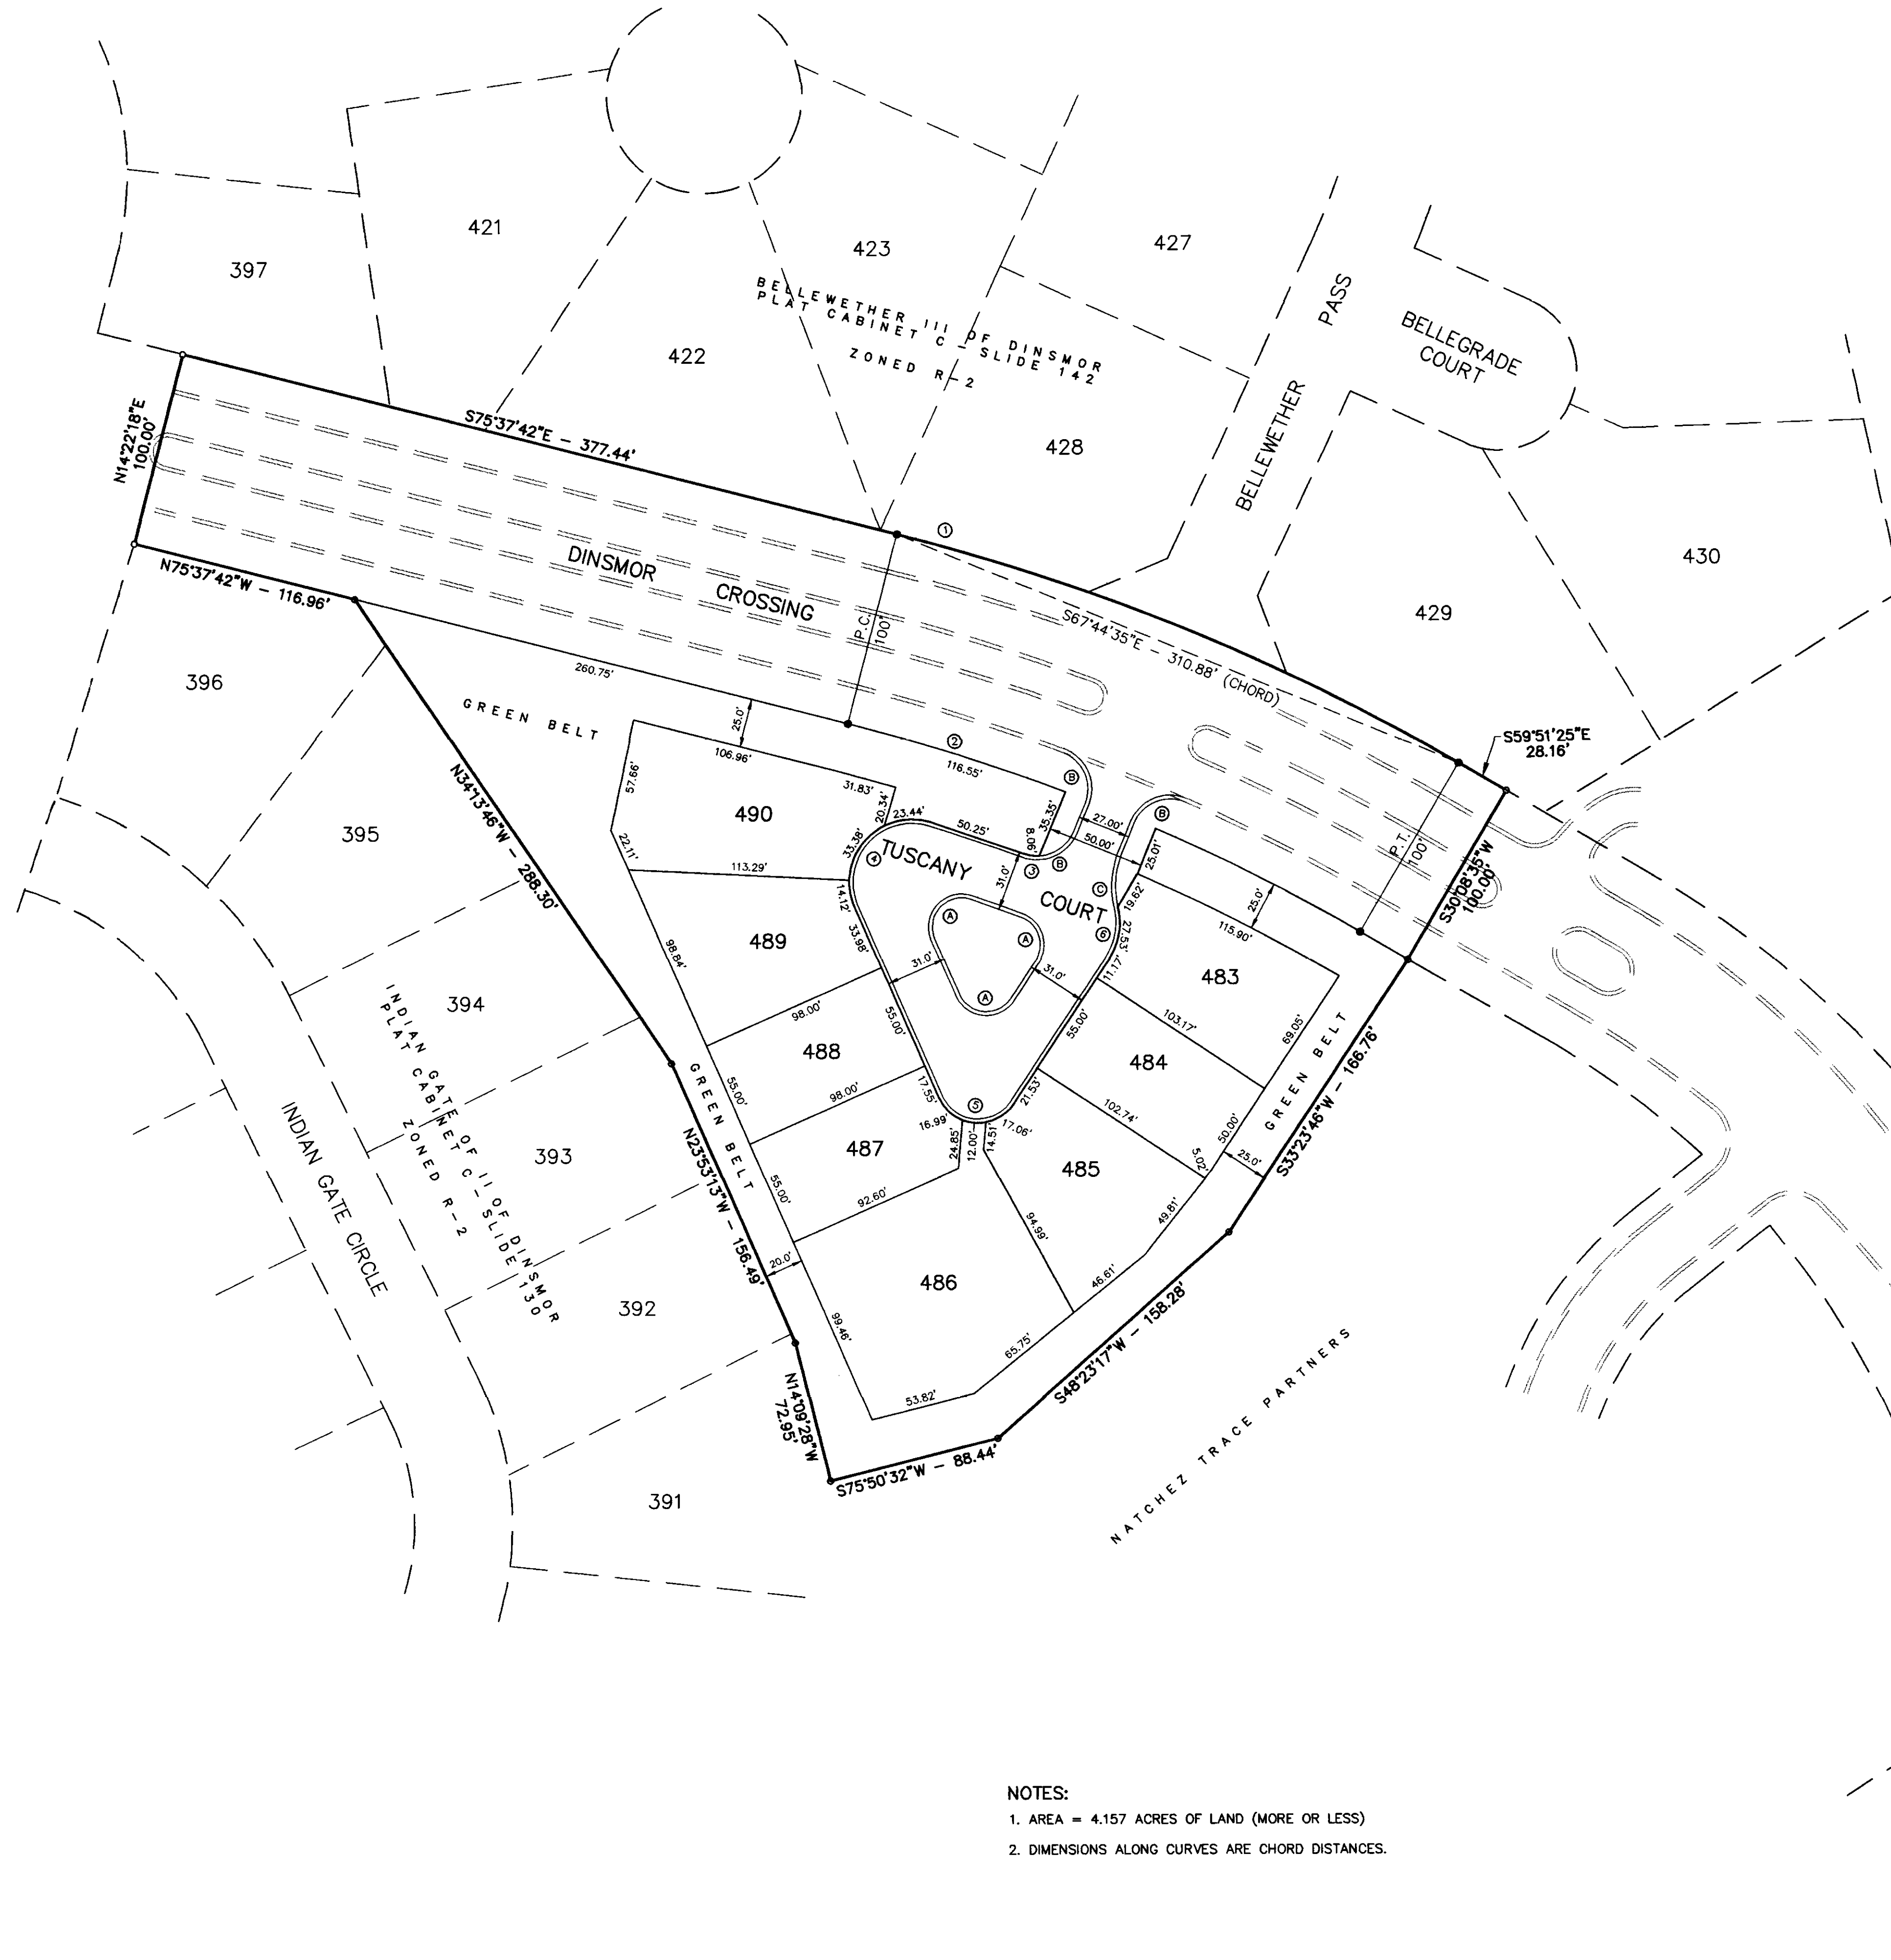 421
423
427
397
BELLEWETHER III OF DINSMOR
PLAT CABINET C - SLIDE 142
ZONED R-2
422
428
BELLEWETHER PASS
BELLEGRADE
COURT
430
429
N14°22'18"E
100.00'
S75°37'42"E - 377.44'
①
DINSMOR CROSSING
N75°37'42"W - 116.96'
P.C.
100'
S67°44'35"E - 310.88' (CHORD)
S59°51'25"E
28.16'
P.T.
100'
S30°08'35"W
100.00'
396
395
394
393
392
391
260.75'
GREEN BELT
25.0'
②
116.55'
N34°13'46"W - 288.30'
57.66'
106.96'
31.83'
20.34'
490
22.11'
113.29'
33.38'
23.44'
50.25'
8.06'
35.35'
Ⓑ
27.00'
50.00'
Ⓑ
Ⓑ
25.01'
④
TUSCANY
COURT
③
31.0'
Ⓒ
19.62'
25.0'
115.90'
14.12'
33.98'
489
98.84'
Ⓐ
Ⓐ
Ⓐ
31.0'
31.0'
⑥
27.53'
11.17'
483
98.00'
55.00'
55.00'
103.17'
69.05'
488
484
GREEN BELT
55.00'
98.00'
17.55'
16.99'
⑤
21.53'
17.06'
102.74'
50.00'
5.02'
25.0'
S33°23'46"W - 166.76'
487
24.85'
12.00'
14.51'
485
GREEN BELT
55.00'
92.60'
94.99'
49.81'
N23°53'13"W - 156.49'
20.0'
486
46.61'
99.46'
65.75'
53.82'
S48°23'17"W - 158.28'
N14°09'28"W
72.95'
S75°50'32"W - 88.44'
INDIAN GATE OF II OF DINSMOR
PLAT CABINET C - SLIDE 130
ZONED R-2
INDIAN GATE CIRCLE
NATCHEZ TRACE PARTNERS
NOTES:
1. AREA = 4.157 ACRES OF LAND (MORE OR LESS)
2. DIMENSIONS ALONG CURVES ARE CHORD DISTANCES.